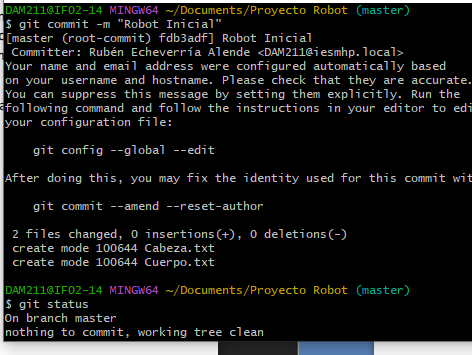 DAM211@IFO2-14 MINGW64 ~/Documents/Proyecto Robot (master)
$ git commit -m "Robot Inicial"
[master (root-commit) fdb3adf] Robot Inicial
 Committer: Rubén Echeverría Alende <DAM211@iesmhp.local>
Your name and email address were configured automatically based
on your username and hostname. Please check that they are accurate.
You can suppress this message by setting them explicitly. Run the
following command and follow the instructions in your editor to edi
your configuration file:

    git config --global --edit

After doing this, you may fix the identity used for this commit wit

    git commit --amend --reset-author

 2 files changed, 0 insertions(+), 0 deletions(-)
 create mode 100644 Cabeza.txt
 create mode 100644 Cuerpo.txt

DAM211@IFO2-14 MINGW64 ~/Documents/Proyecto Robot (master)
$ git status
On branch master
nothing to commit, working tree clean